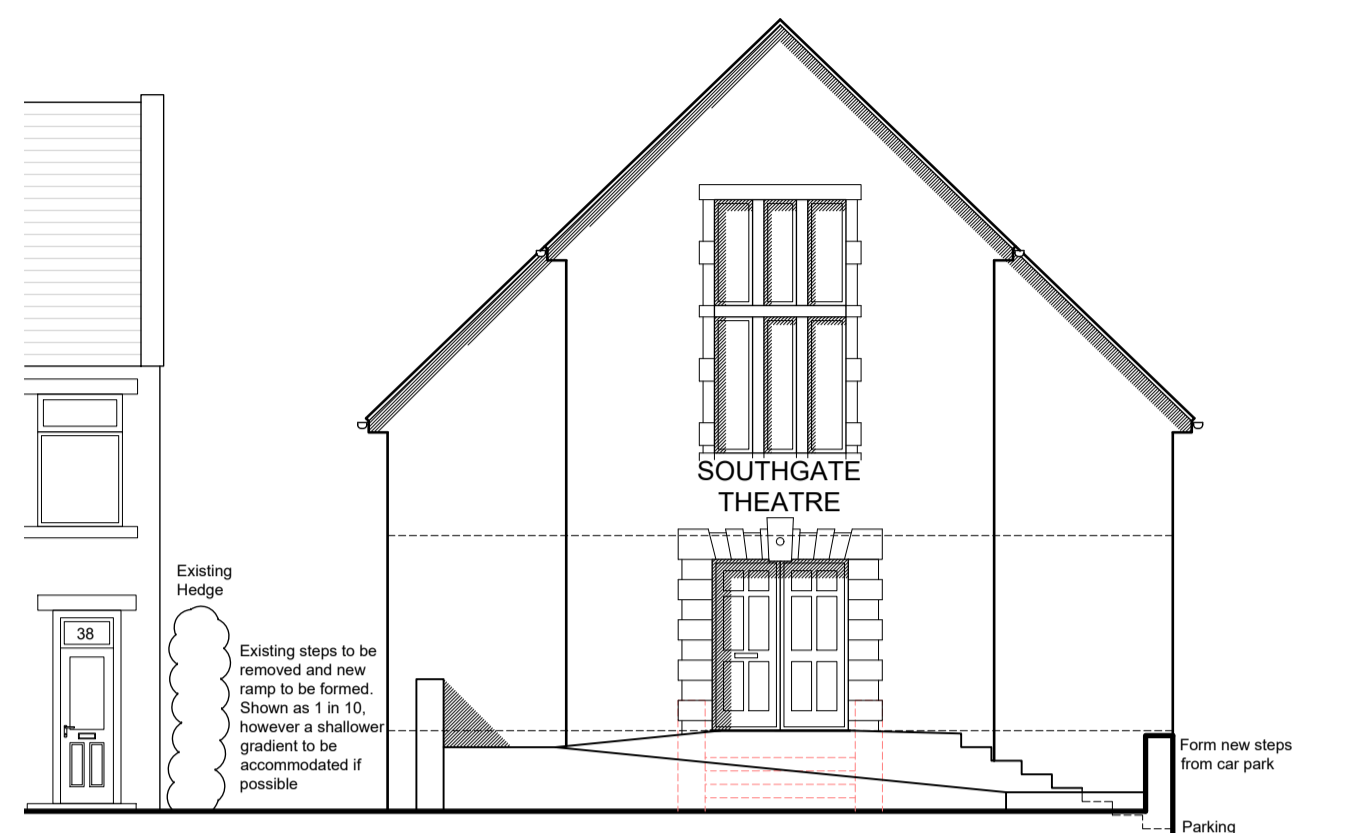 SOUTHGATE
THEATRE
Existing
Hedge
38
Existing steps to be
removed and new
ramp to be formed.
Shown as 1 in 10,
however a shallower
gradient to be
accommodated if
possible
Form new steps
from car park
Parking